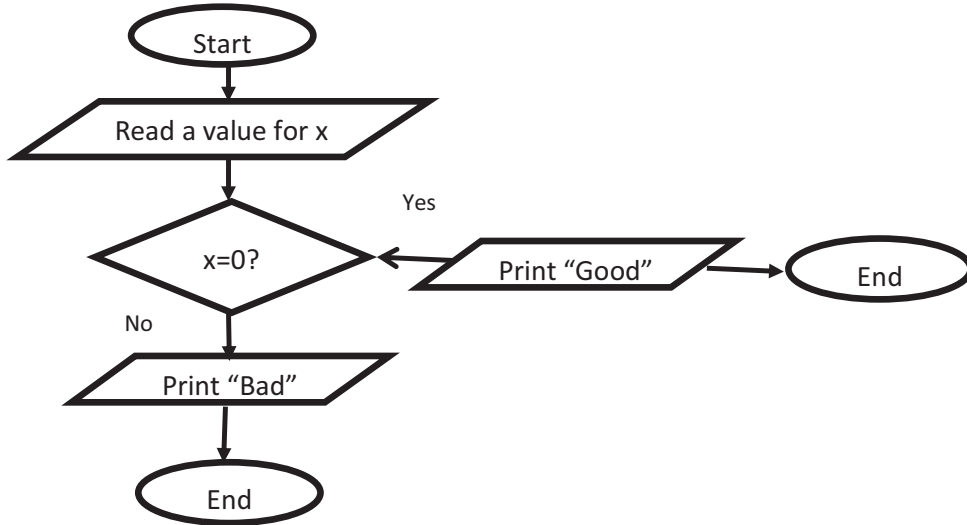 Start
Read a value for x
Yes
x=0?
Print “Good”
End
No
Print “Bad”
End